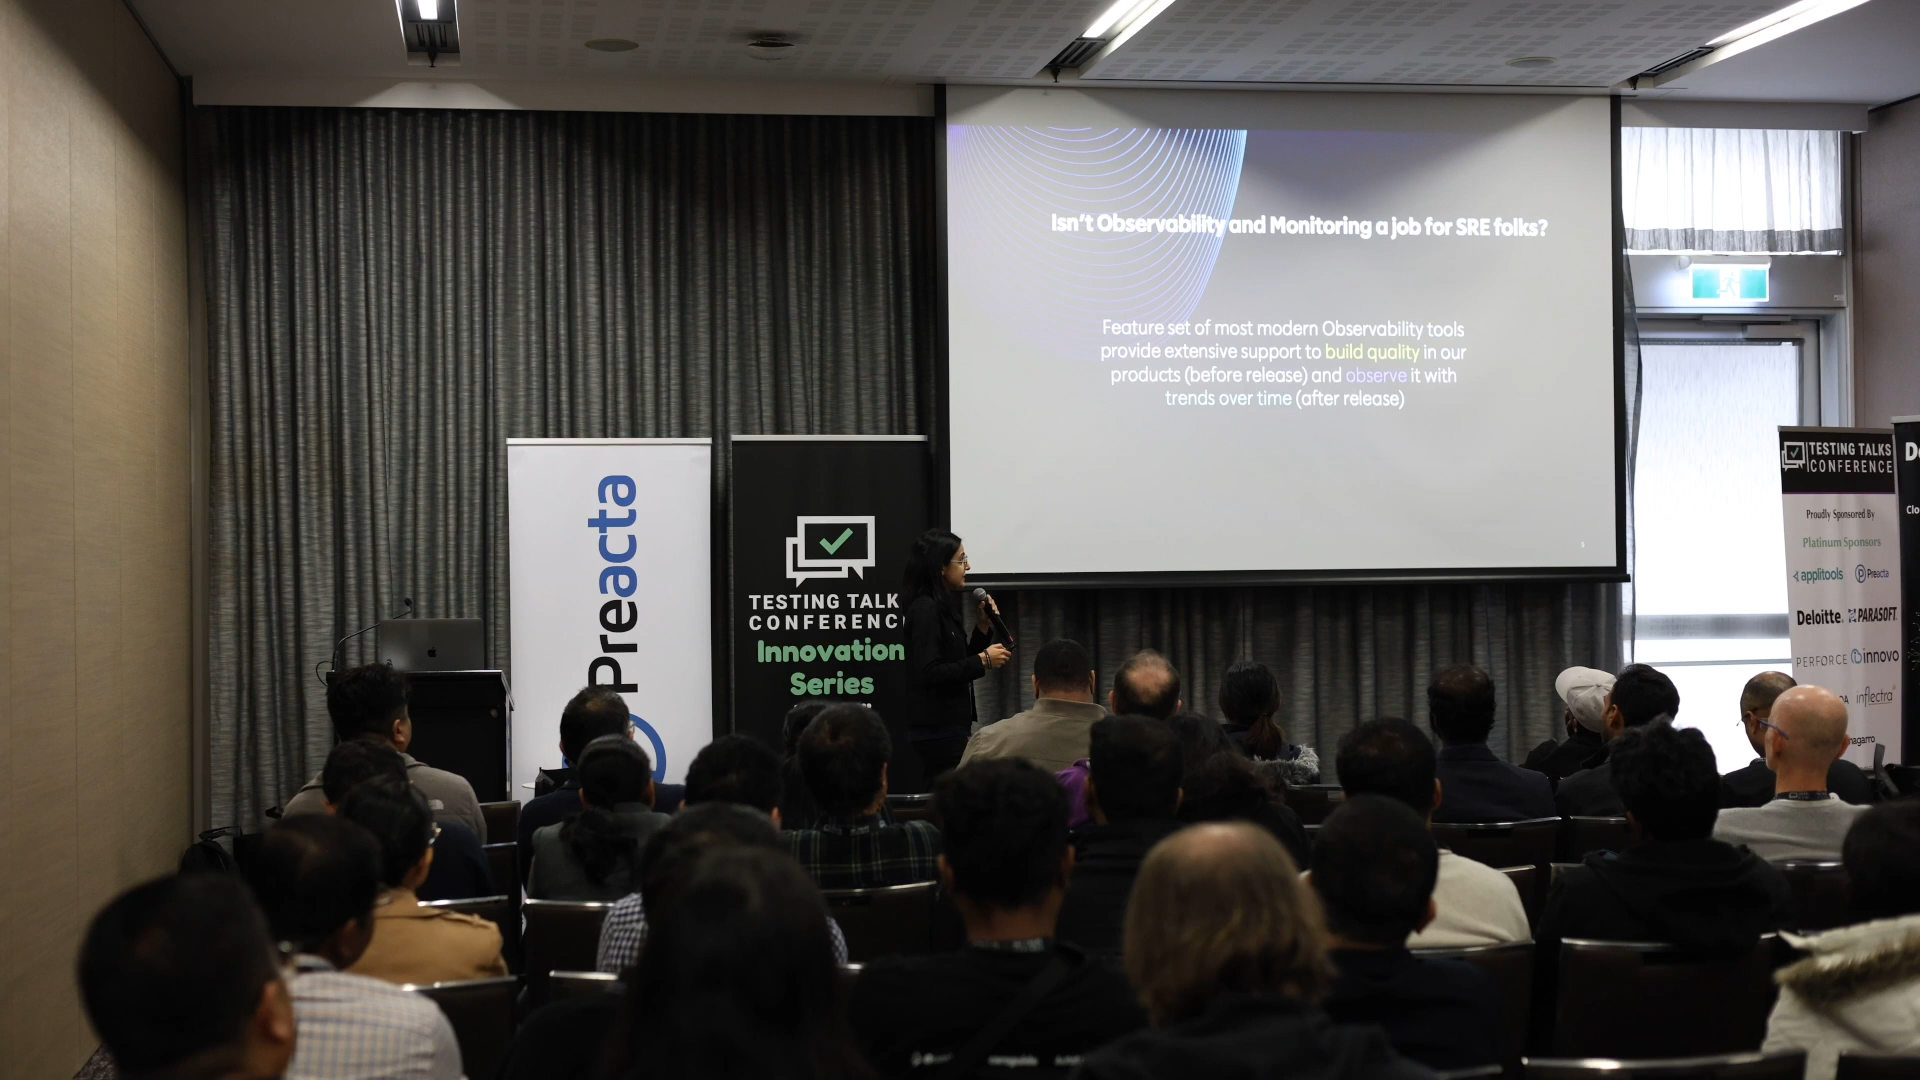 Isn't Observability and Monitoring a job for SRE folks?
Feature set of most modern Observability tools
provide extensive support to build quality in our
products (before release) and observe it with
trends over time (after release)
Preacta
TESTING TALK
CONFERENC
Innovation
Series
TESTING TALKS
CONFERENCE
Proudly Sponsored By
Platinum Sponsors
applitools
Preacta
Deloitte.
PARASOFT
PERFORCE
innovo
inflectra
nagarro
D
Clo